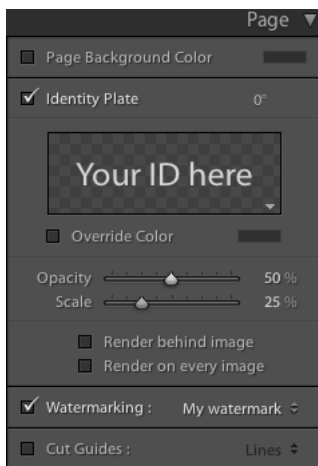 Page
Page Background Color
Identity Plate 0°
Your ID here
Override Color
Opacity 50 %
Scale 25 %
Render behind image
Render on every image
Watermarking : My watermark
Cut Guides : Lines